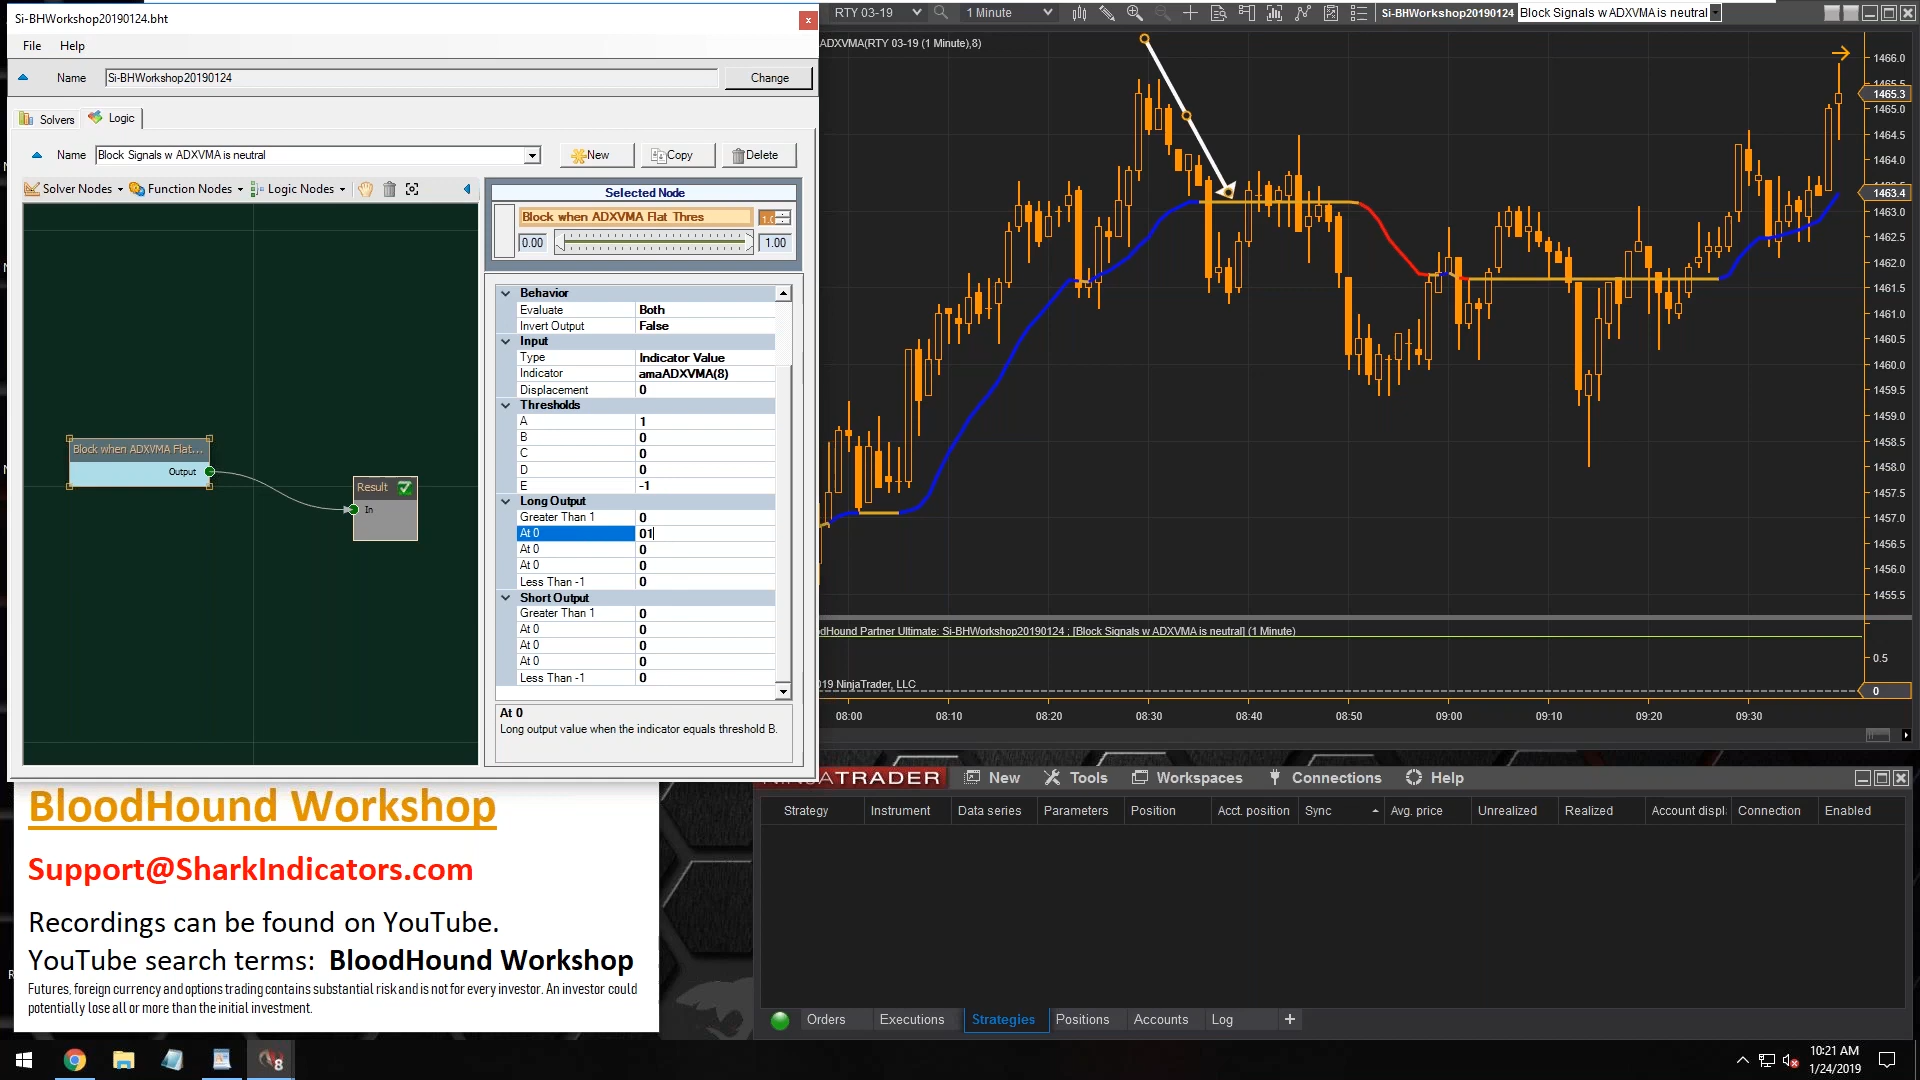 Si-BHWorkshop20190124.bht
File Help
Name Si-BHWorkshop20190124 Change
Solvers Logic
Name Block Signals w ADXVMA is neutral New Copy Delete
Solver Nodes Function Nodes Logic Nodes
Selected Node
Block when ADXVMA Flat Thres
0.00 1.00
Behavior
Evaluate Both
Invert Output False
Input
Type Indicator Value
Indicator amaADXVMA(8)
Displacement 0
Thresholds
A 1
B 0
C 0
D 0
E -1
Long Output
Greater Than 1 0
At 0 01
At 0 0
At 0 0
Less Than -1 0
Short Output
Greater Than 1 0
At 0 0
At 0 0
At 0 0
Less Than -1 0
At 0
Long output value when the indicator equals threshold B.
Block when ADXVMA Flat...
Output
Result
In
RTY 03-19 1 Minute Si-BHWorkshop20190124 Block Signals w ADXVMA is neutral
ADXVMA(RTY 03-19 (1 Minute),8)
1466.0
1465.3
1465.0
1464.5
1464.0
1463.4
1463.0
1462.5
1462.0
1461.5
1461.0
1460.5
1460.0
1459.5
1459.0
1458.5
1458.0
1457.5
1457.0
1456.5
1456.0
1455.5
dHound Partner Ultimate: Si-BHWorkshop20190124 ; [Block Signals w ADXVMA is neutral] (1 Minute)
0.5
19 NinjaTrader, LLC
0
08:00 08:10 08:20 08:30 08:40 08:50 09:00 09:10 09:20 09:30
NINJATRADER New Tools Workspaces Connections Help
Strategy Instrument Data series Parameters Position Acct. position Sync Avg. price Unrealized Realized Account displ Connection Enabled
Orders Executions Strategies Positions Accounts Log +
BloodHound Workshop
Support@SharkIndicators.com
Recordings can be found on YouTube.
YouTube search terms: BloodHound Workshop
Futures, foreign currency and options trading contains substantial risk and is not for every investor. An investor could
potentially lose all or more than the initial investment.
8
10:21 AM
1/24/2019